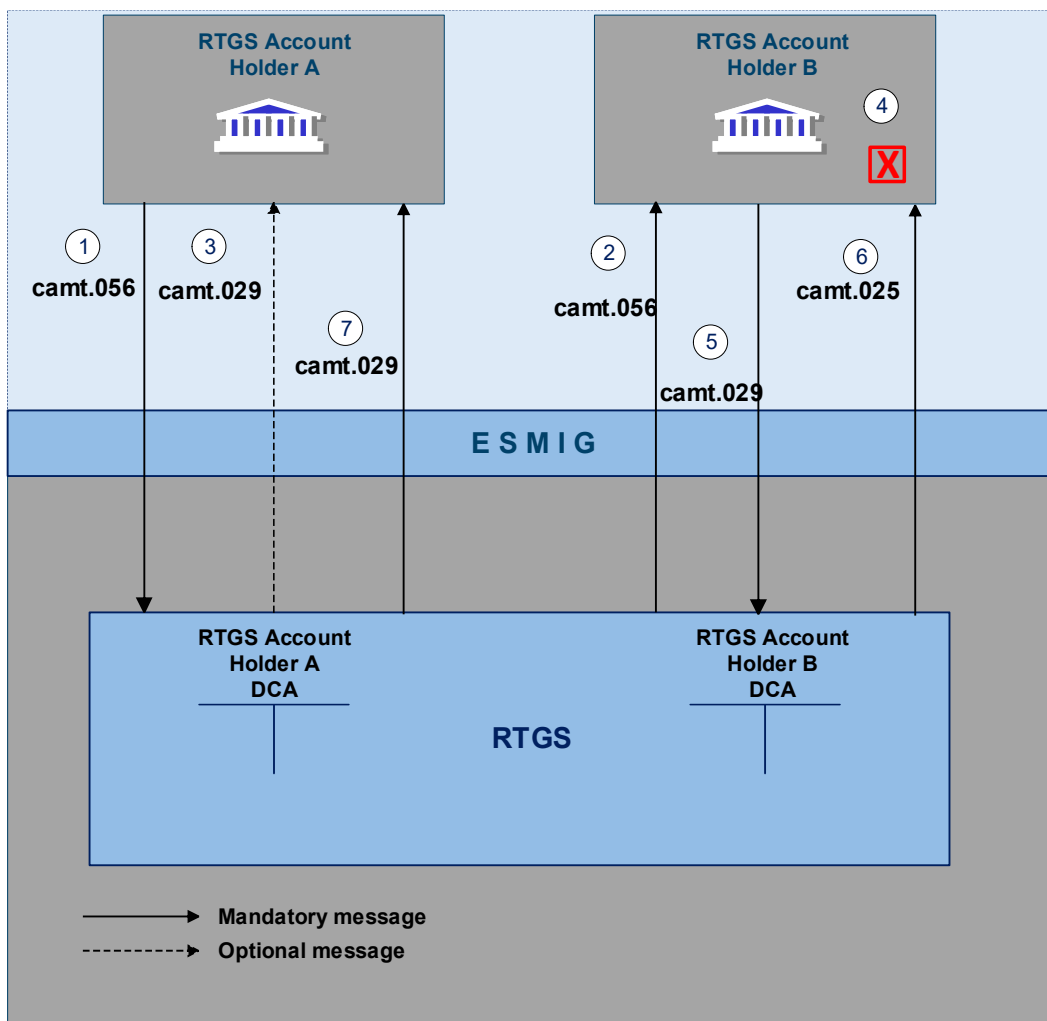 RTGS Account
Holder A
RTGS Account
Holder B
4
X
1
camt.056
3
camt.029
7
camt.029
2
camt.056
5
camt.029
6
camt.025
E S M I G
RTGS Account
Holder A
DCA
RTGS Account
Holder B
DCA
RTGS
Mandatory message
Optional message